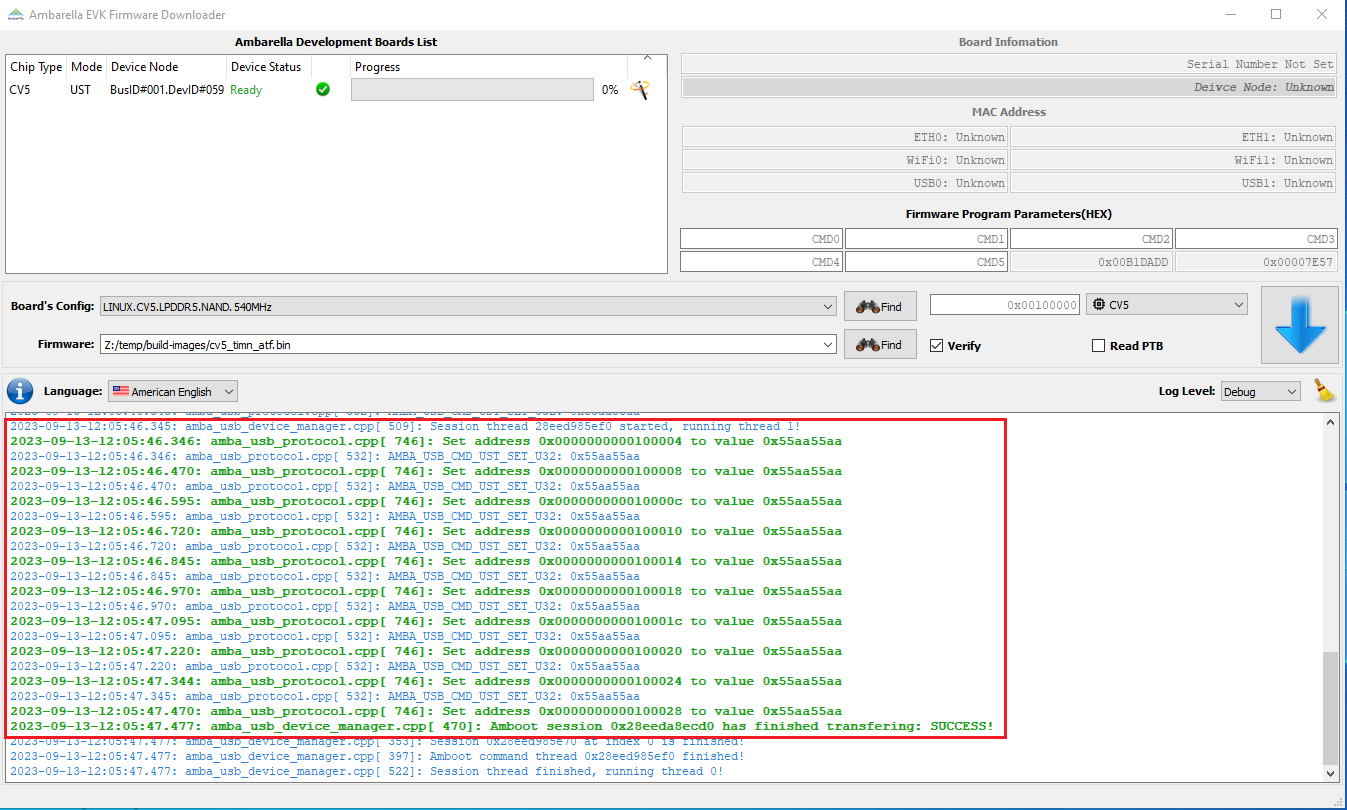 Ambarella EVK Firmware Downloader
Ambarella Development Boards List
Chip Type Mode Device Node Device Status Progress
CV5 UST BusID#001.DevID#059 Ready 0%
Board Infomation
Serial Number Not Set
Deivce Node: Unknown
MAC Address
ETH0: Unknown ETH1: Unknown
WiFi0: Unknown WiFi1: Unknown
USB0: Unknown USB1: Unknown
Firmware Program Parameters(HEX)
CMD0 CMD1 CMD2 CMD3
CMD4 CMD5 0x00B1DADD 0x00007E57
Board's Config: LINUX.CV5.LPDDR5.NAND.540MHz Find 0x00100000 CV5
Firmware: Z:/temp/build-images/cv5_timn_atf.bin Find Verify Read PTB
Language: American English Log Level: Debug
2023-09-13-12:05:46.345: amba_usb_device_manager.cpp[ 509]: Session thread 28eed985ef0 started, running thread 1!
2023-09-13-12:05:46.346: amba_usb_protocol.cpp[ 746]: Set address 0x0000000000100004 to value 0x55aa55aa
2023-09-13-12:05:46.346: amba_usb_protocol.cpp[ 532]: AMBA_USB_CMD_UST_SET_U32: 0x55aa55aa
2023-09-13-12:05:46.470: amba_usb_protocol.cpp[ 746]: Set address 0x0000000000100008 to value 0x55aa55aa
2023-09-13-12:05:46.470: amba_usb_protocol.cpp[ 532]: AMBA_USB_CMD_UST_SET_U32: 0x55aa55aa
2023-09-13-12:05:46.595: amba_usb_protocol.cpp[ 746]: Set address 0x000000000010000c to value 0x55aa55aa
2023-09-13-12:05:46.595: amba_usb_protocol.cpp[ 532]: AMBA_USB_CMD_UST_SET_U32: 0x55aa55aa
2023-09-13-12:05:46.720: amba_usb_protocol.cpp[ 746]: Set address 0x0000000000100010 to value 0x55aa55aa
2023-09-13-12:05:46.720: amba_usb_protocol.cpp[ 532]: AMBA_USB_CMD_UST_SET_U32: 0x55aa55aa
2023-09-13-12:05:46.845: amba_usb_protocol.cpp[ 746]: Set address 0x0000000000100014 to value 0x55aa55aa
2023-09-13-12:05:46.845: amba_usb_protocol.cpp[ 532]: AMBA_USB_CMD_UST_SET_U32: 0x55aa55aa
2023-09-13-12:05:46.970: amba_usb_protocol.cpp[ 746]: Set address 0x0000000000100018 to value 0x55aa55aa
2023-09-13-12:05:46.970: amba_usb_protocol.cpp[ 532]: AMBA_USB_CMD_UST_SET_U32: 0x55aa55aa
2023-09-13-12:05:47.095: amba_usb_protocol.cpp[ 746]: Set address 0x000000000010001c to value 0x55aa55aa
2023-09-13-12:05:47.095: amba_usb_protocol.cpp[ 532]: AMBA_USB_CMD_UST_SET_U32: 0x55aa55aa
2023-09-13-12:05:47.220: amba_usb_protocol.cpp[ 746]: Set address 0x0000000000100020 to value 0x55aa55aa
2023-09-13-12:05:47.220: amba_usb_protocol.cpp[ 532]: AMBA_USB_CMD_UST_SET_U32: 0x55aa55aa
2023-09-13-12:05:47.344: amba_usb_protocol.cpp[ 746]: Set address 0x0000000000100024 to value 0x55aa55aa
2023-09-13-12:05:47.345: amba_usb_protocol.cpp[ 532]: AMBA_USB_CMD_UST_SET_U32: 0x55aa55aa
2023-09-13-12:05:47.470: amba_usb_protocol.cpp[ 746]: Set address 0x0000000000100028 to value 0x55aa55aa
2023-09-13-12:05:47.477: amba_usb_device_manager.cpp[ 470]: Amboot session 0x28eeda8ecd0 has finished transfering: SUCCESS!
2023-09-13-12:05:47.477: amba_usb_device_manager.cpp[ 353]: Session 0x28eed985e70 at index 0 is finished!
2023-09-13-12:05:47.477: amba_usb_device_manager.cpp[ 397]: Amboot command thread 0x28eed985ef0 finished!
2023-09-13-12:05:47.477: amba_usb_device_manager.cpp[ 522]: Session thread finished, running thread 0!